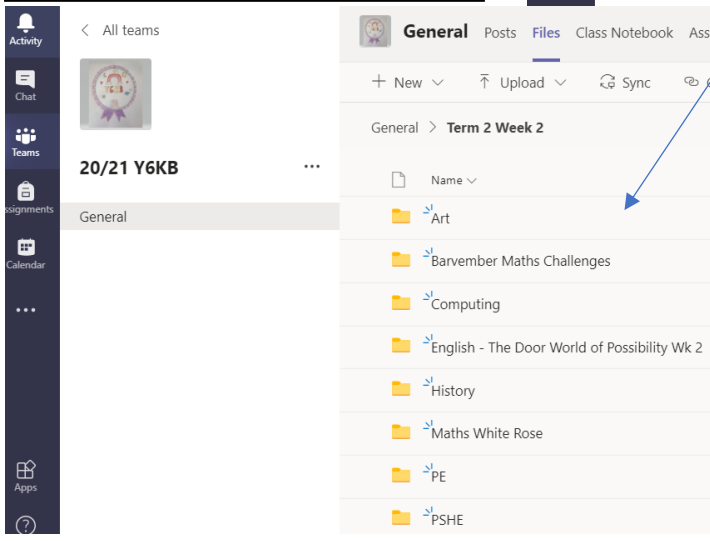 Activity
Chat
Teams
ssignments
Calendar
Apps
< All teams
20/21 Y6KB
General
General Posts Files Class Notebook Ass
New Upload Sync
General > Term 2 Week 2
Name
Art
Barvember Maths Challenges
Computing
English - The Door World of Possibility Wk 2
History
Maths White Rose
PE
PSHE